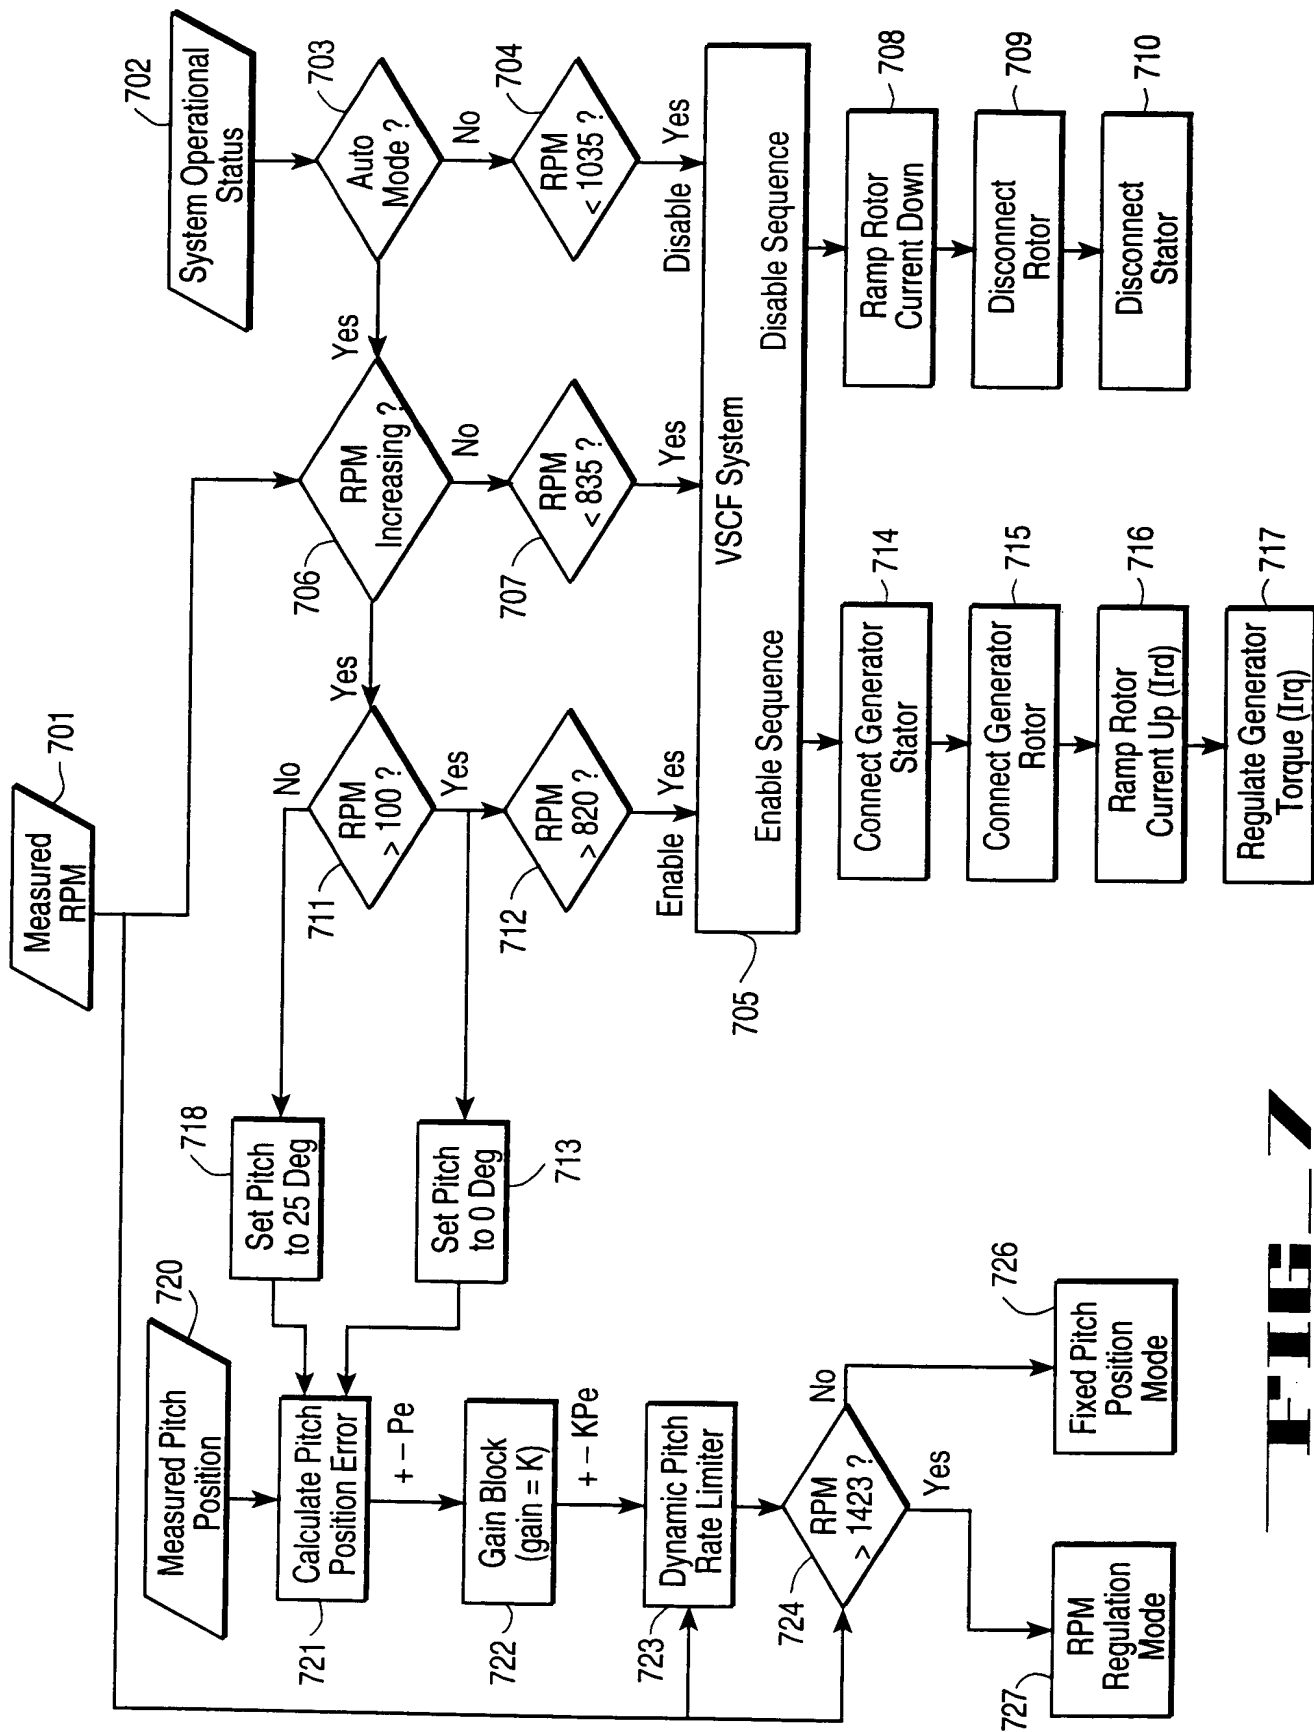 701
Measured
RPM
702
System Operational
Status
703
Auto
Mode ?
No
Yes
704
RPM
< 1035 ?
Disable
Yes
706
RPM
Increasing ?
No
Yes
707
RPM
< 835 ?
Yes
711
RPM
> 100 ?
No
Yes
712
RPM
> 820 ?
Enable
Yes
705
VSCF System
Enable Sequence
Disable Sequence
708
Ramp Rotor
Current Down
709
Disconnect
Rotor
710
Disconnect
Stator
714
Connect Generator
Stator
715
Connect Generator
Rotor
716
Ramp Rotor
Current Up (Ird)
717
Regulate Generator
Torque (Irq)
718
Set Pitch
to 25 Deg
713
Set Pitch
to 0 Deg
720
Measured Pitch
Position
721
Calculate Pitch
Position Error
+ – Pe
722
Gain Block
(gain = K)
+ – KPe
723
Dynamic Pitch
Rate Limiter
724
RPM
> 1423 ?
No
Yes
726
Fixed Pitch
Position
Mode
727
RPM
Regulation
Mode
FIG_7